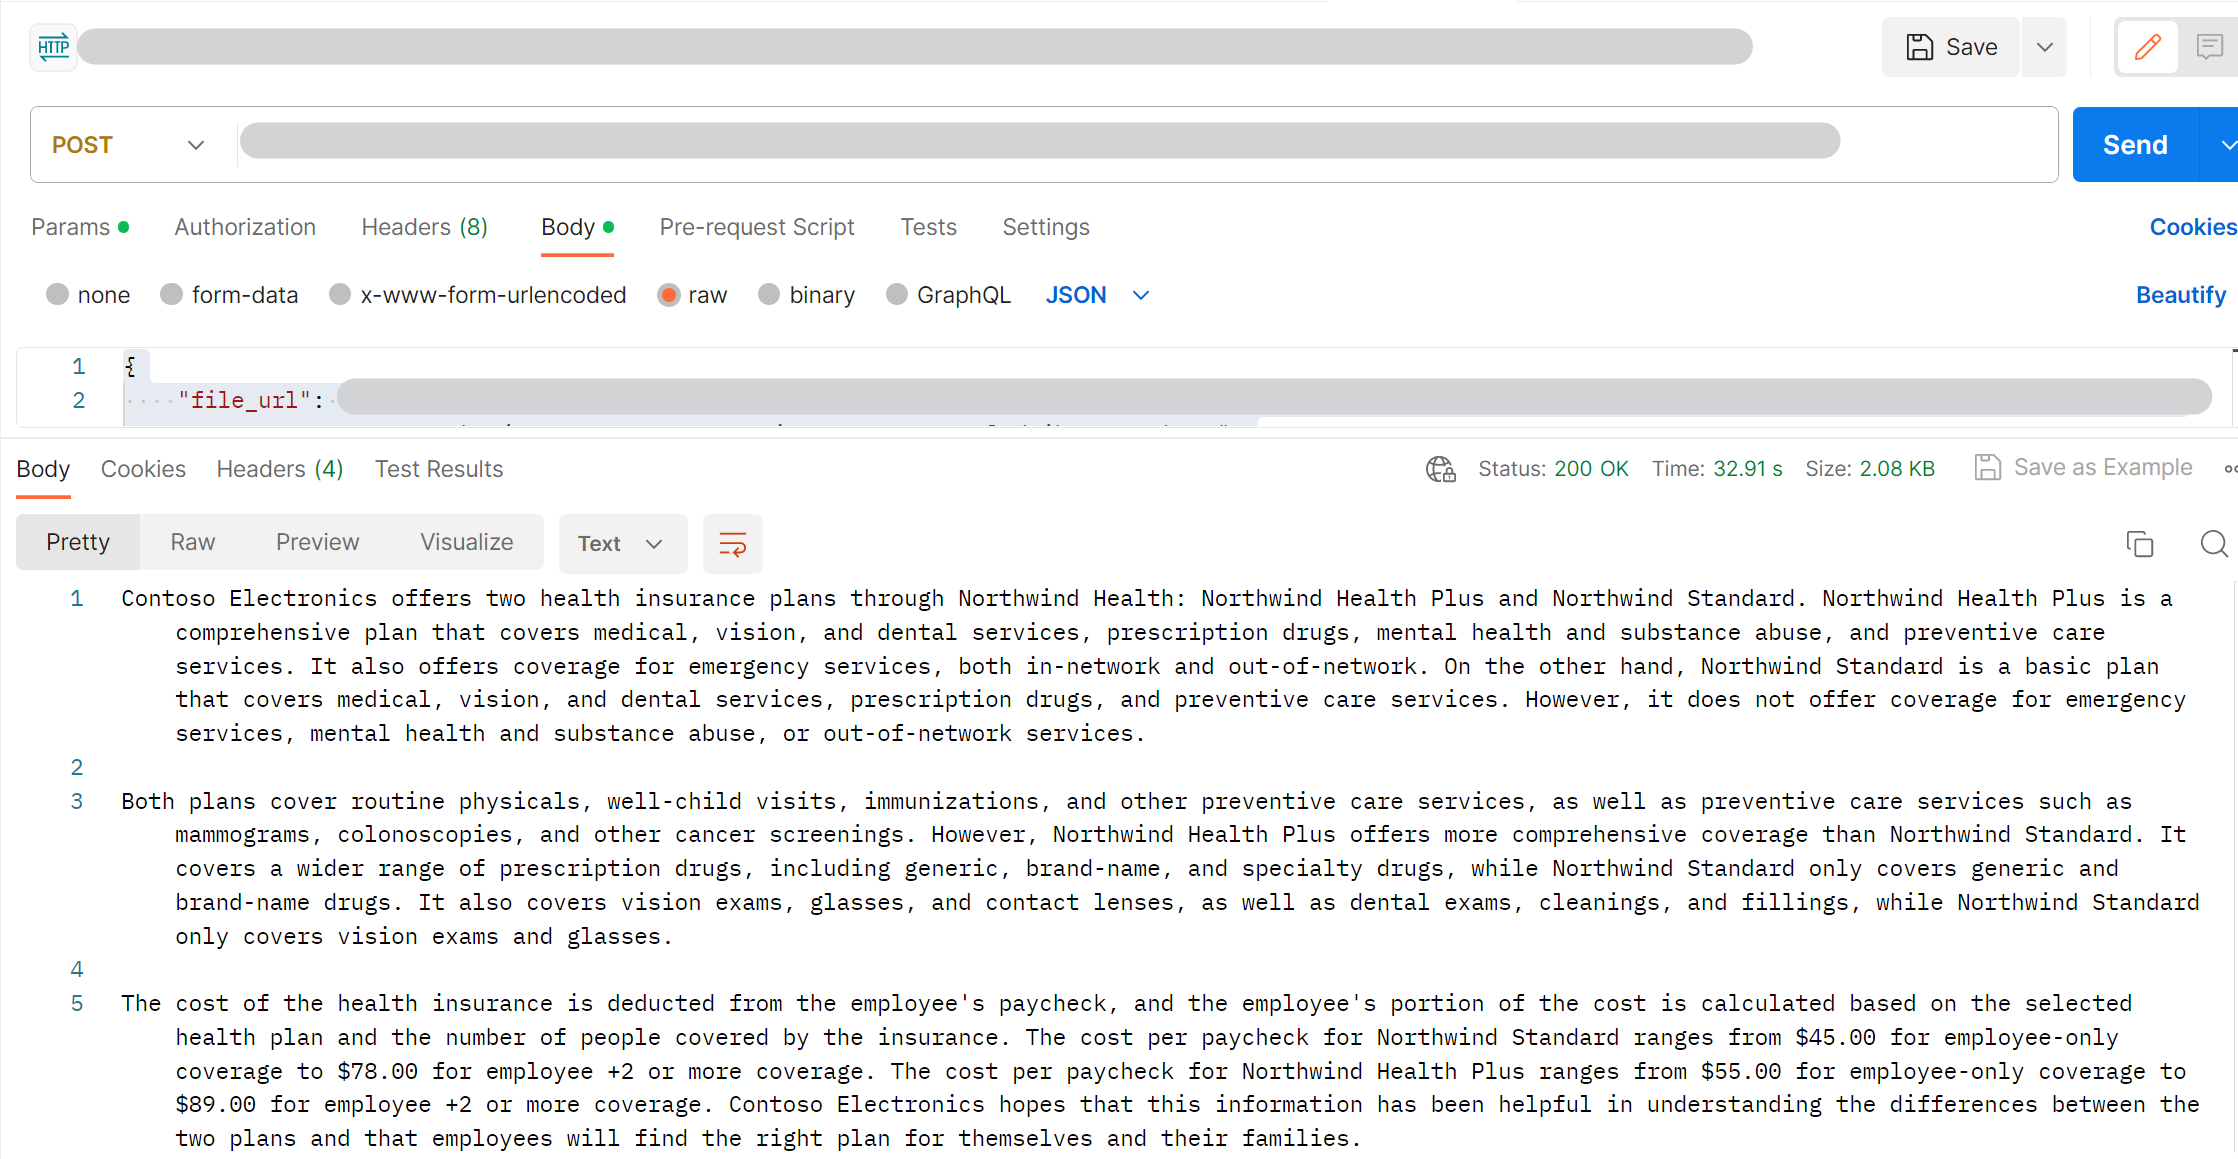 HTTP
Save
POST
Send
Params
Authorization
Headers (8)
Body
Pre-request Script
Tests
Settings
Cookies
none
form-data
x-www-form-urlencoded
raw
binary
GraphQL
JSON
Beautify
1 {
2 "file_url":
Body
Cookies
Headers (4)
Test Results
Status: 200 OK
Time: 32.91 s
Size: 2.08 KB
Save as Example
Pretty
Raw
Preview
Visualize
Text
1 Contoso Electronics offers two health insurance plans through Northwind Health: Northwind Health Plus and Northwind Standard. Northwind Health Plus is a
comprehensive plan that covers medical, vision, and dental services, prescription drugs, mental health and substance abuse, and preventive care
services. It also offers coverage for emergency services, both in-network and out-of-network. On the other hand, Northwind Standard is a basic plan
that covers medical, vision, and dental services, prescription drugs, and preventive care services. However, it does not offer coverage for emergency
services, mental health and substance abuse, or out-of-network services.
2
3 Both plans cover routine physicals, well-child visits, immunizations, and other preventive care services, as well as preventive care services such as
mammograms, colonoscopies, and other cancer screenings. However, Northwind Health Plus offers more comprehensive coverage than Northwind Standard. It
covers a wider range of prescription drugs, including generic, brand-name, and specialty drugs, while Northwind Standard only covers generic and
brand-name drugs. It also covers vision exams, glasses, and contact lenses, as well as dental exams, cleanings, and fillings, while Northwind Standard
only covers vision exams and glasses.
4
5 The cost of the health insurance is deducted from the employee's paycheck, and the employee's portion of the cost is calculated based on the selected
health plan and the number of people covered by the insurance. The cost per paycheck for Northwind Standard ranges from $45.00 for employee-only
coverage to $78.00 for employee +2 or more coverage. The cost per paycheck for Northwind Health Plus ranges from $55.00 for employee-only coverage to
$89.00 for employee +2 or more coverage. Contoso Electronics hopes that this information has been helpful in understanding the differences between the
two plans and that employees will find the right plan for themselves and their families.